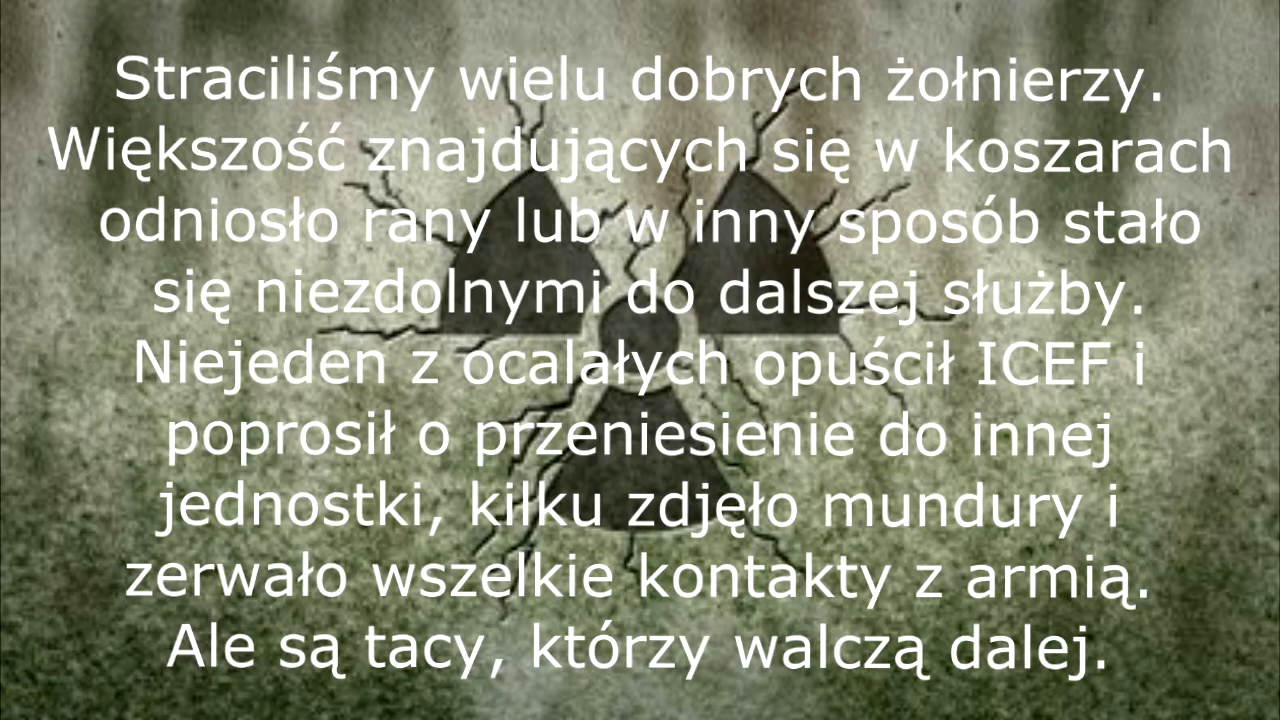 Straciliśmy wielu dobrych żołnierzy.
Większość znajdujących się w koszarach
odniosło rany lub w inny sposób stało
się niezdolnymi do dalszej służby.
Niejeden z ocalałych opuścił ICEF i
poprosił o przeniesienie do innej
jednostki, kilku zdjęło mundury i
zerwało wszelkie kontakty z armią.
Ale są tacy, którzy walczą dalej.